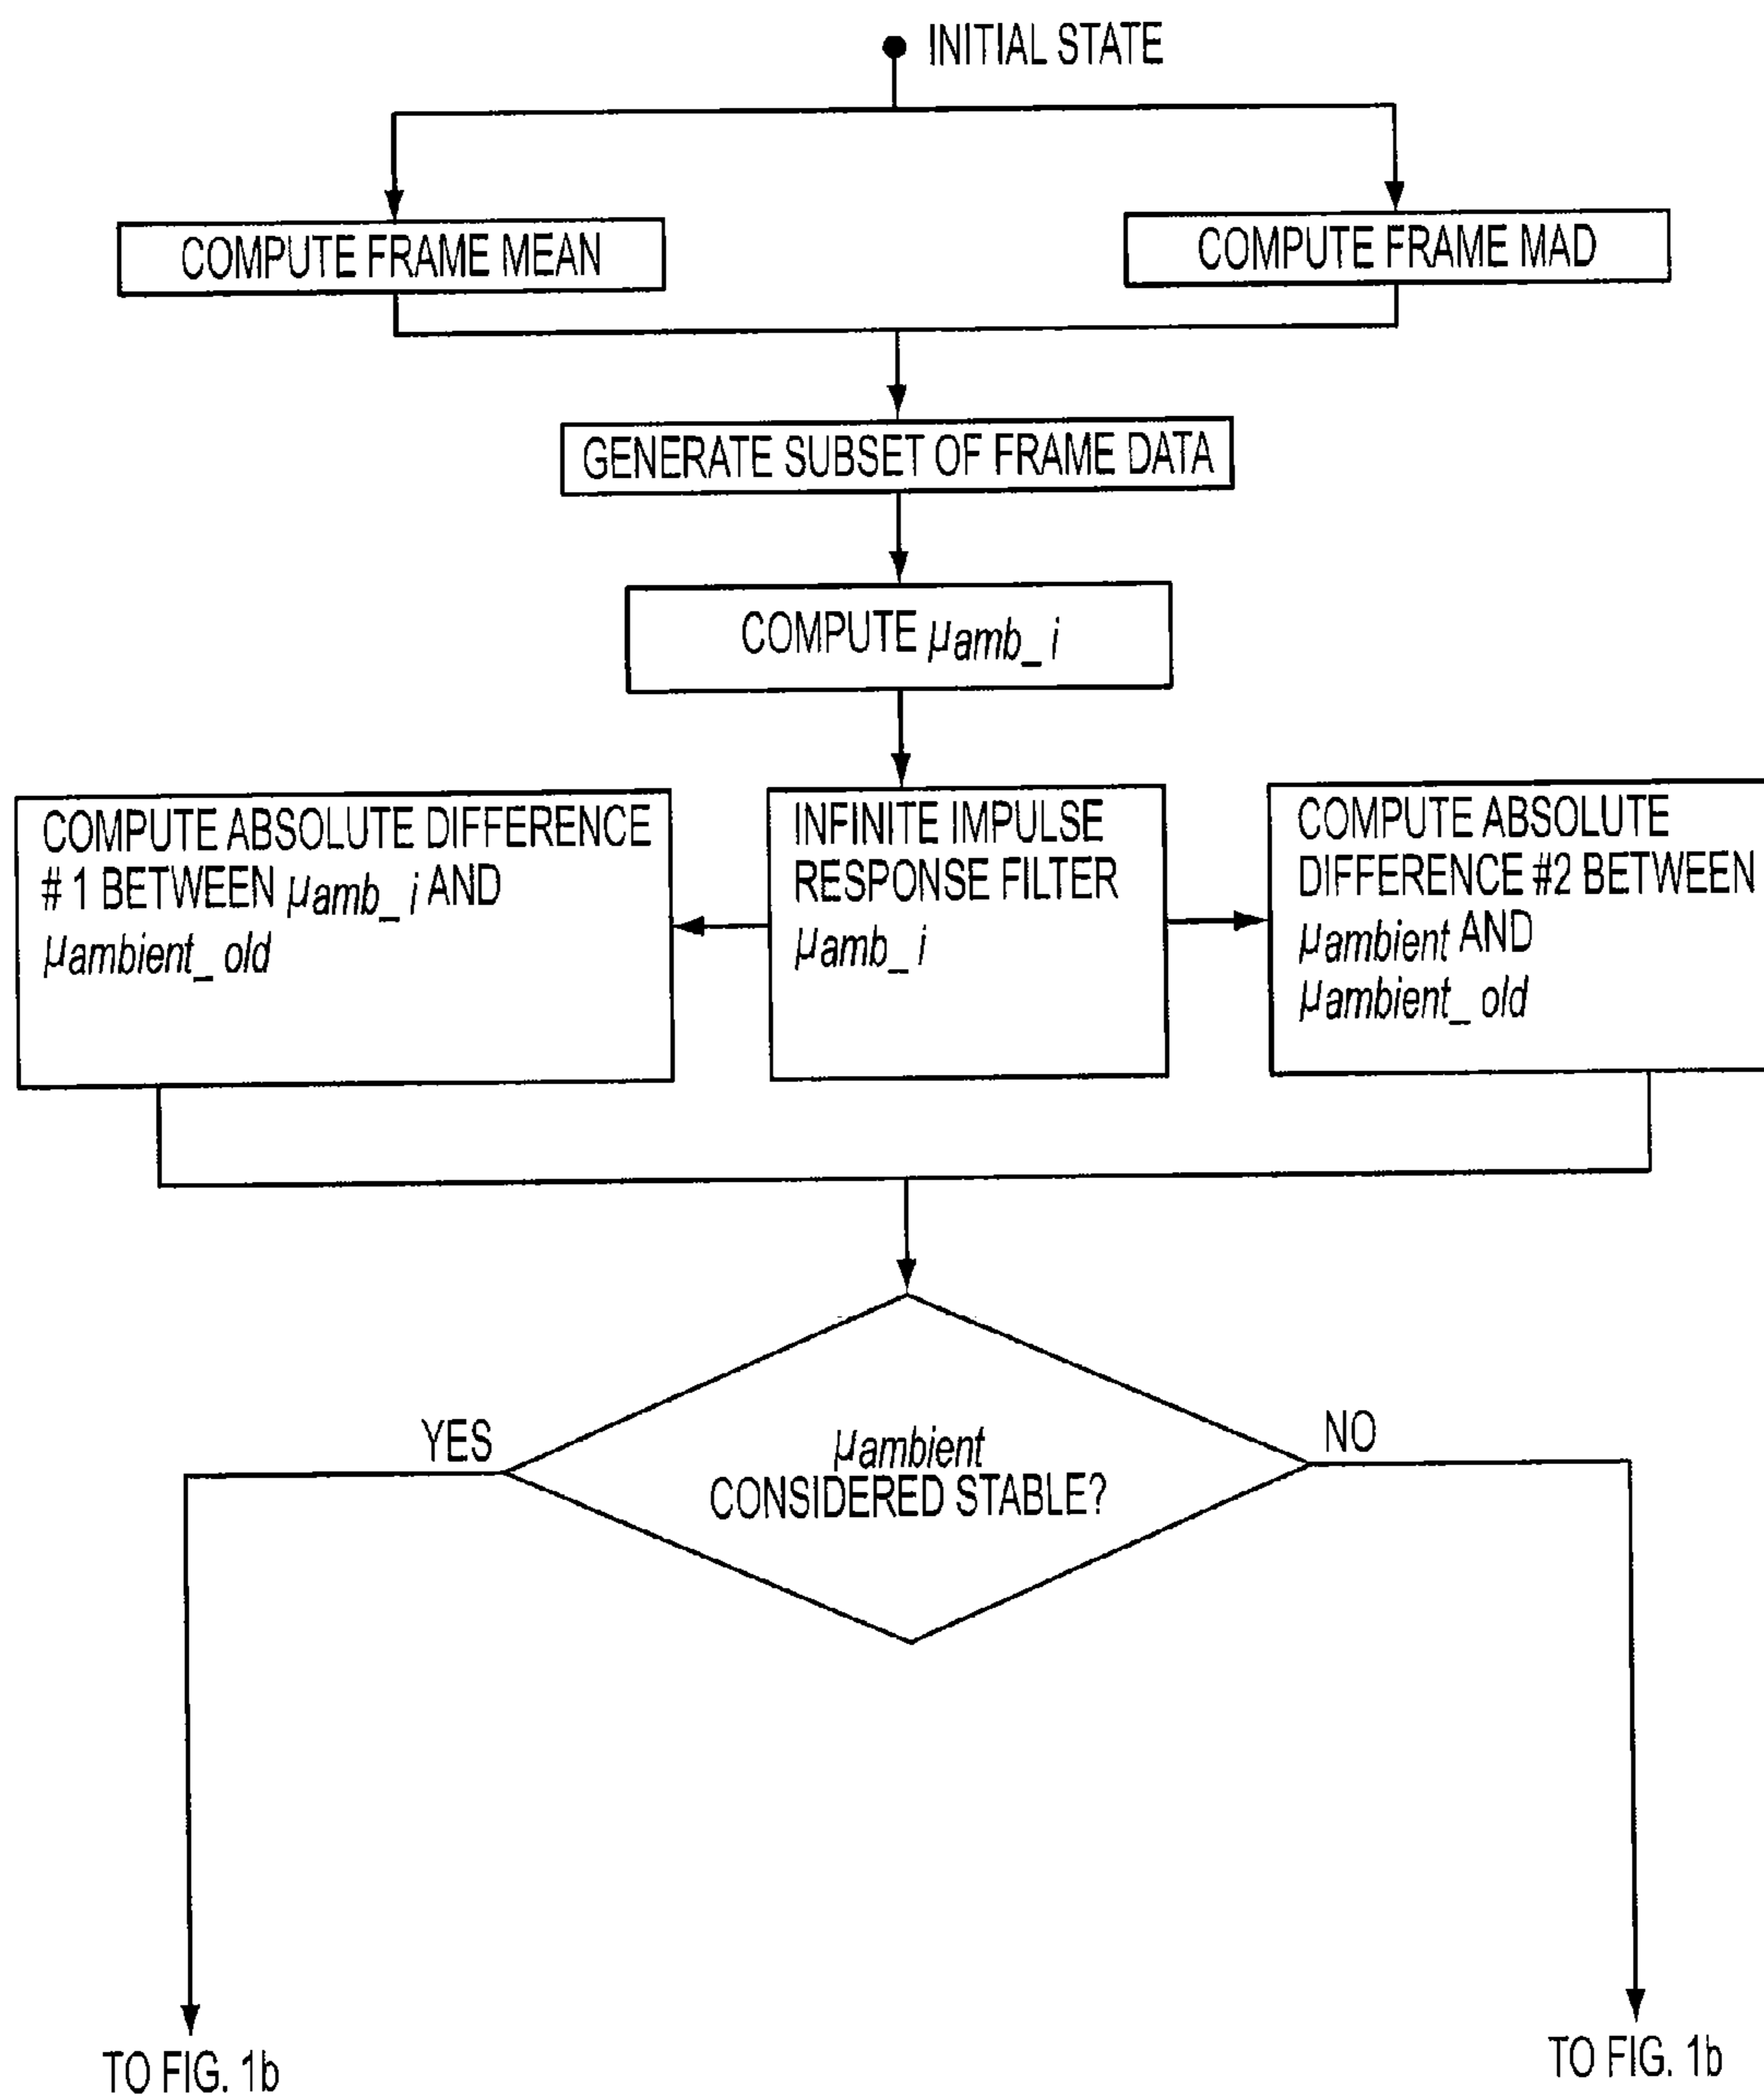 INITIAL STATE
COMPUTE FRAME MEAN
COMPUTE FRAME MAD
GENERATE SUBSET OF FRAME DATA
COMPUTE μamb_i
COMPUTE ABSOLUTE DIFFERENCE
# 1 BETWEEN μamb_i AND
μambient_old
INFINITE IMPULSE
RESPONSE FILTER
μamb_i
COMPUTE ABSOLUTE
DIFFERENCE #2 BETWEEN
μambient AND
μambient_old
YES
μambient
CONSIDERED STABLE?
NO
TO FIG. 1b
TO FIG. 1b